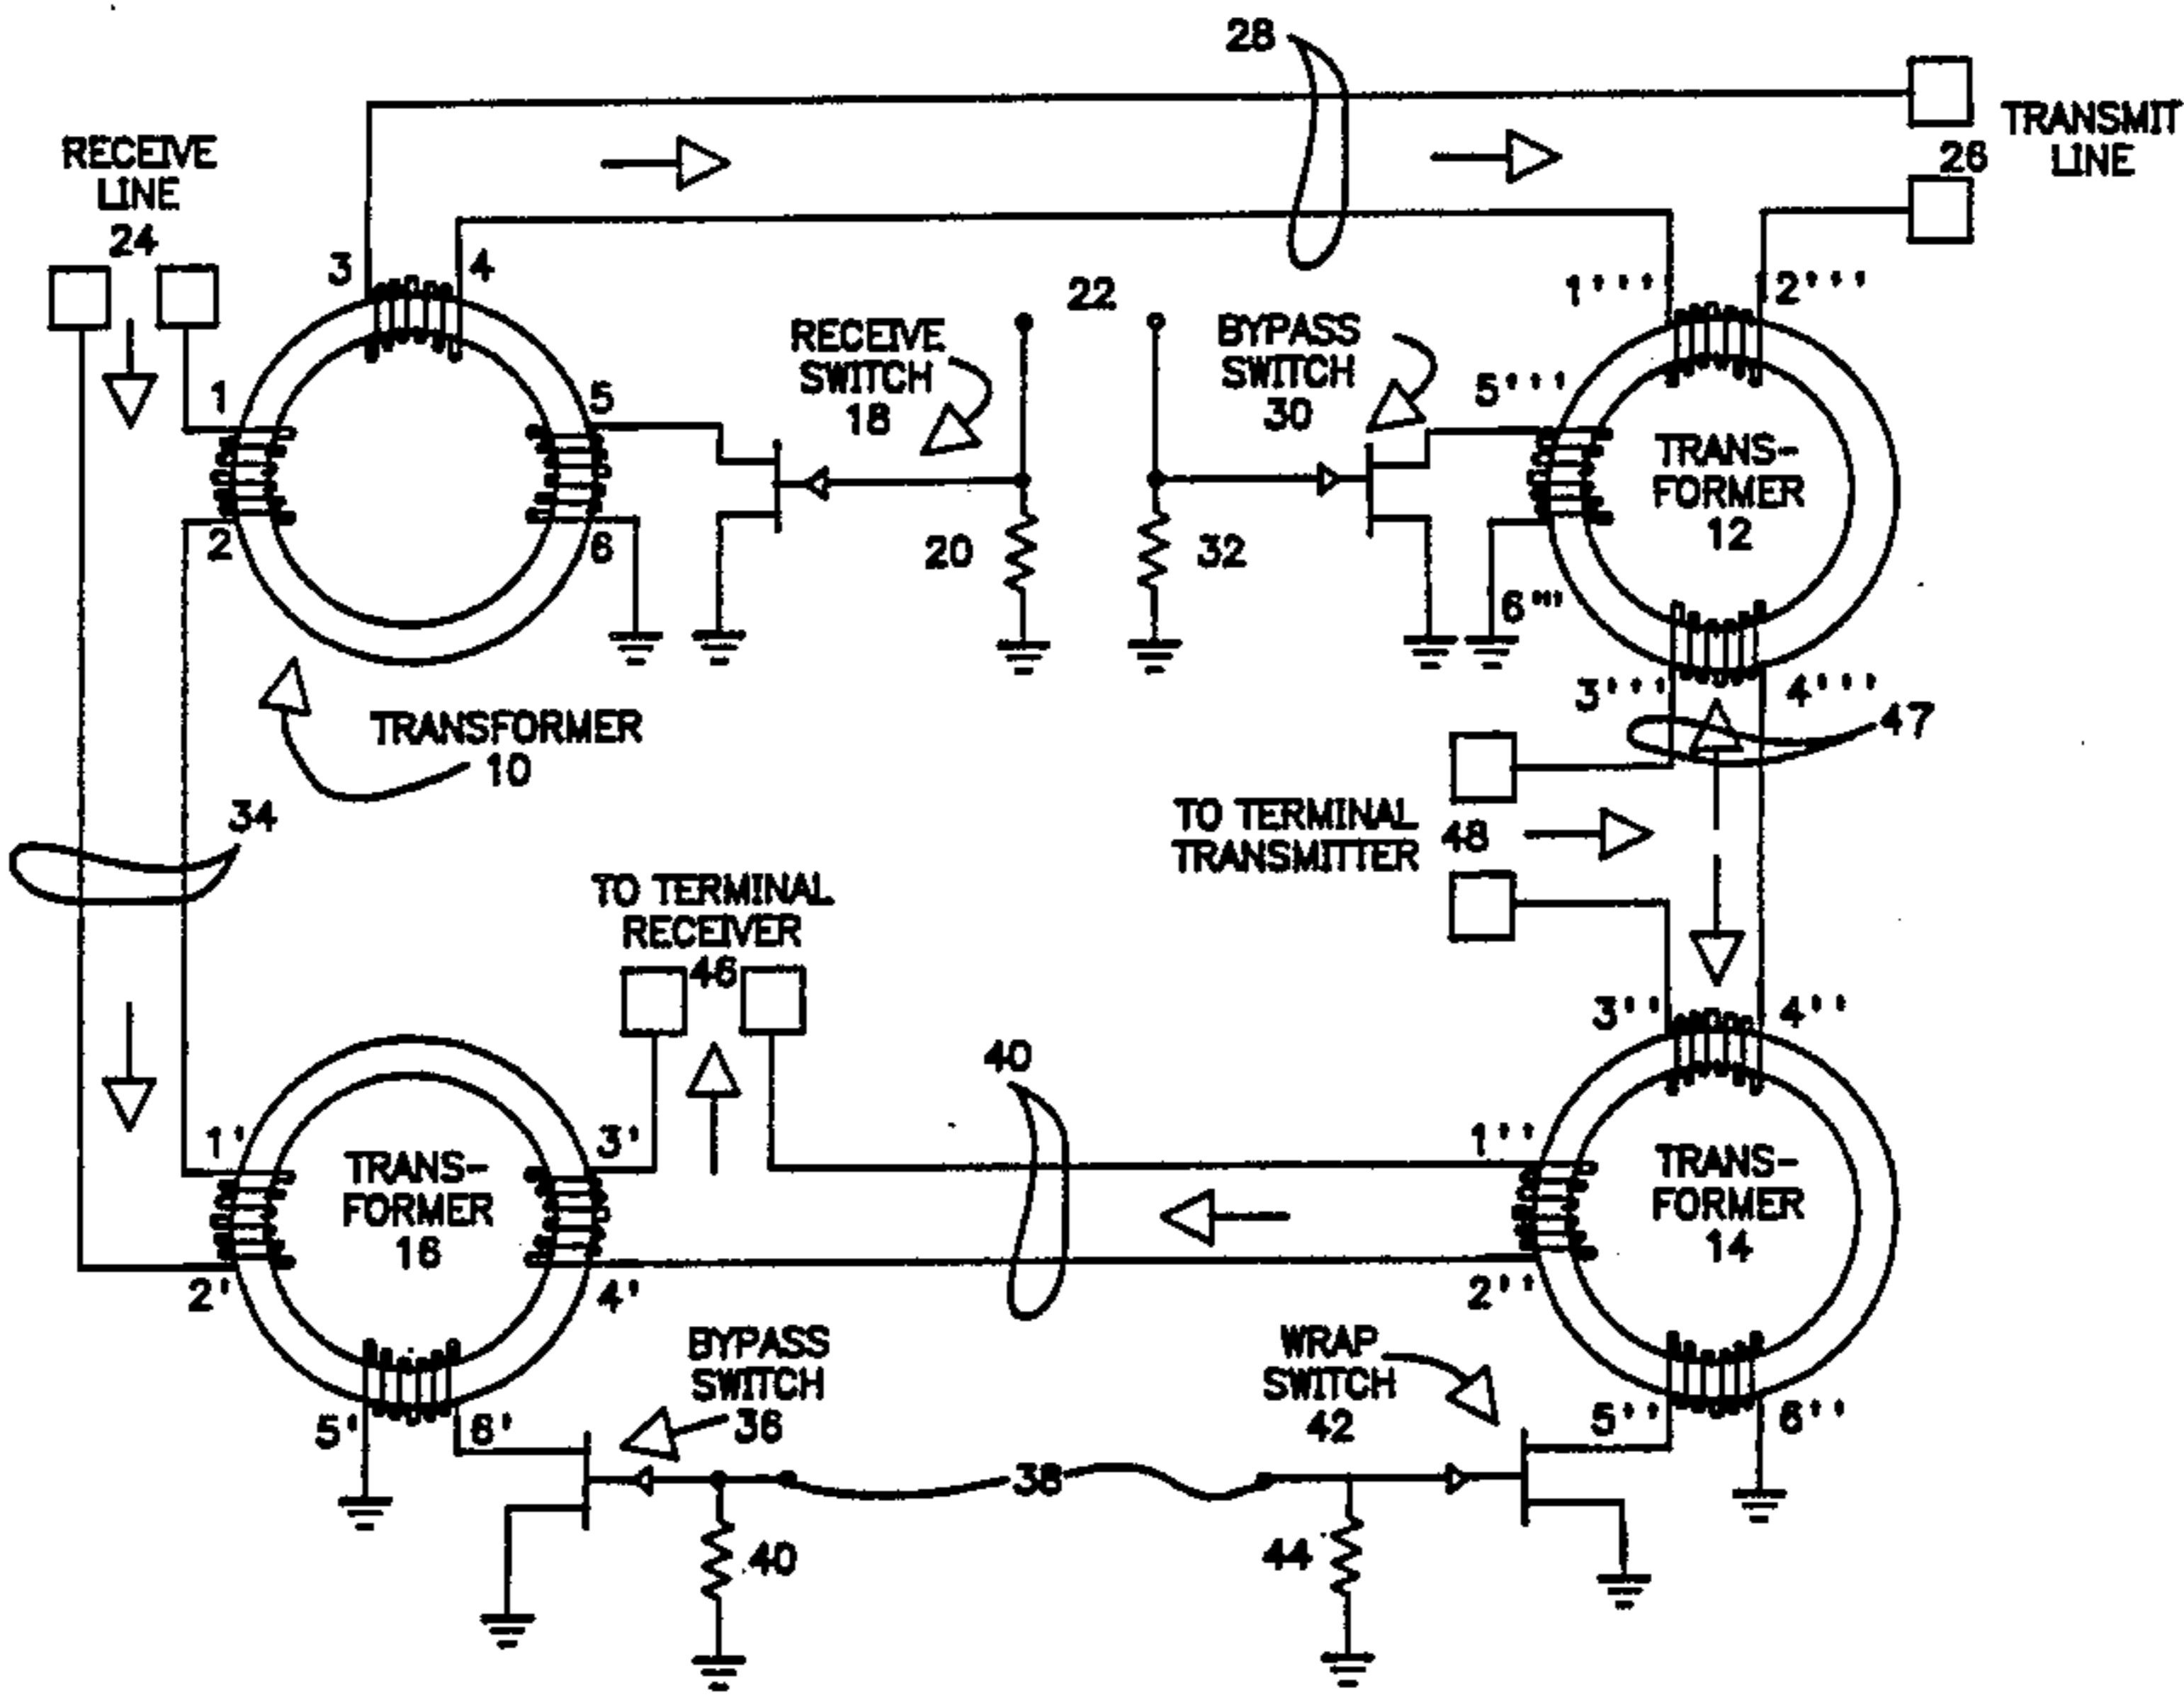 28
TRANSMIT
LINE
26
RECEIVE
LINE
24
3
4
22
1''''
2'''
RECEIVE
SWITCH
18
BYPASS
SWITCH
30
1
5
5'''
TRANS-
FORMER
12
2
6
20
32
6'''
3'''
4'''
47
TRANSFORMER
10
34
TO TERMINAL
TRANSMITTER
48
TO TERMINAL
RECEIVER
46
3''
4''
40
1'
3'
1''
TRANS-
FORMER
16
TRANS-
FORMER
14
2'
4'
2''
BYPASS
SWITCH
36
WRAP
SWITCH
42
5'
6'
5''
6''
38
40
44